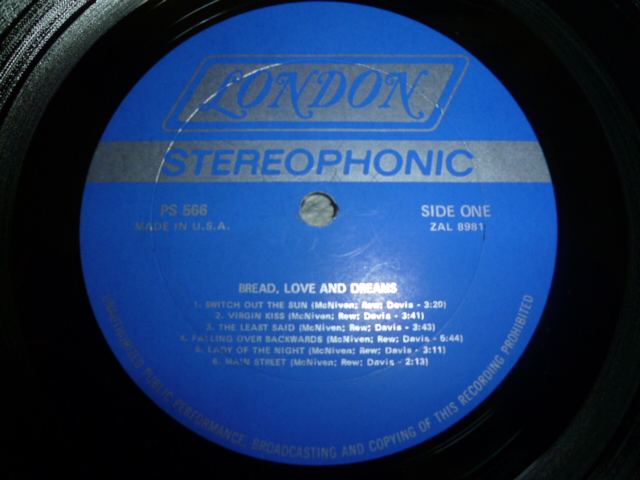 LONDON
STEREOPHONIC
PS 566
MADE IN U.S.A.
SIDE ONE
ZAL 8981
BREAD, LOVE AND DREAMS
1. SWITCH OUT THE SUN (McNiven; Rew; Davis - 3:20)
2. VIRGIN KISS (McNiven; Rew; Davis - 3:41)
3. THE LEAST SAID (McNiven; Rew; Davis - 3:43)
4. FALLING OVER BACKWARDS (McNiven; Rew; Davis - 5:44)
5. LADY OF THE NIGHT (McNiven; Rew; Davis - 3:11)
6. MAIN STREET (McNiven; Rew; Davis - 2:13)
UNAUTHORIZED PUBLIC PERFORMANCE, BROADCASTING AND COPYING OF THIS RECORDING PROHIBITED